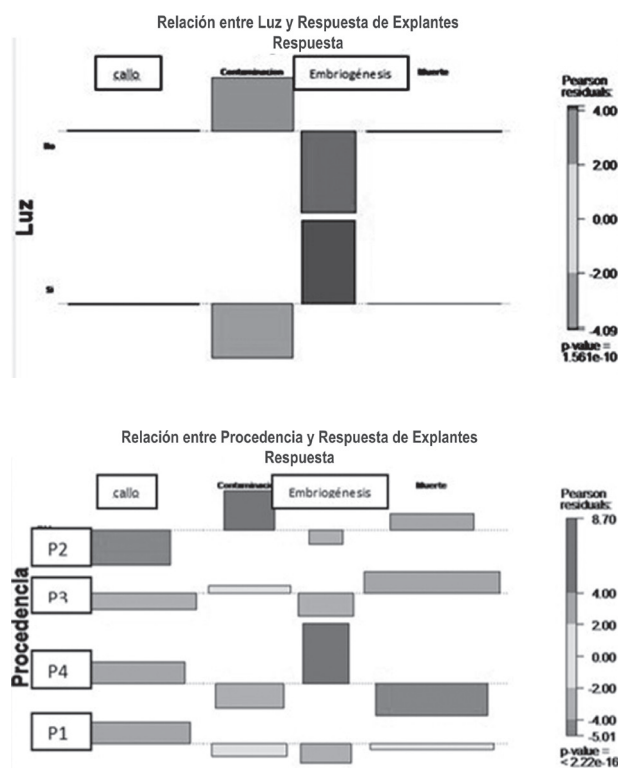 Relación entre Luz y Respuesta de Explantes
Respuesta
callo
Contaminacion
Embriogénesis
Muerte
Pearson
residuals:
4.00
2.00
0.00
-2.00
-4.09
p-value =
1.561e-10
No
Luz
Si
Relación entre Procedencia y Respuesta de Explantes
Respuesta
callo
Embriogénesis
Muerte
Pearson
residuals:
8.70
4.00
2.00
0.00
-2.00
-4.00
-5.01
p-value =
< 2.22e-16
Procedencia
P2
P3
P4
P1